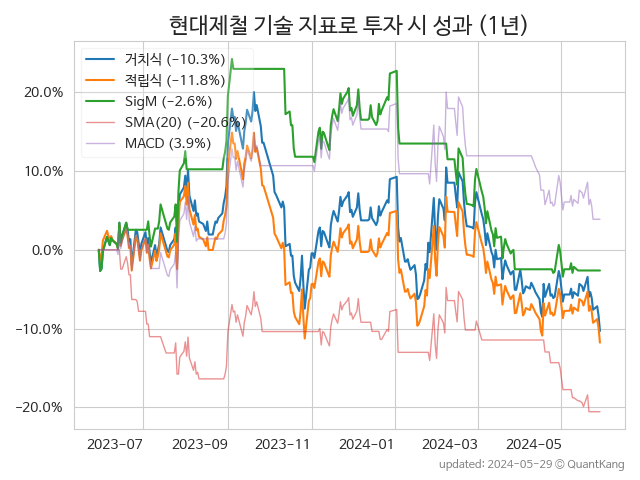 현대제철 기술 지표로 투자 시 성과 (1년)
거치식 (−10.3%)
적립식 (−11.8%)
SigM (−2.6%)
SMA(20) (−20.6%)
MACD (3.9%)
20.0%
10.0%
0.0%
−10.0%
−20.0%
2023-07 2023-09 2023-11 2024-01 2024-03 2024-05
updated: 2024-05-29 © QuantKang